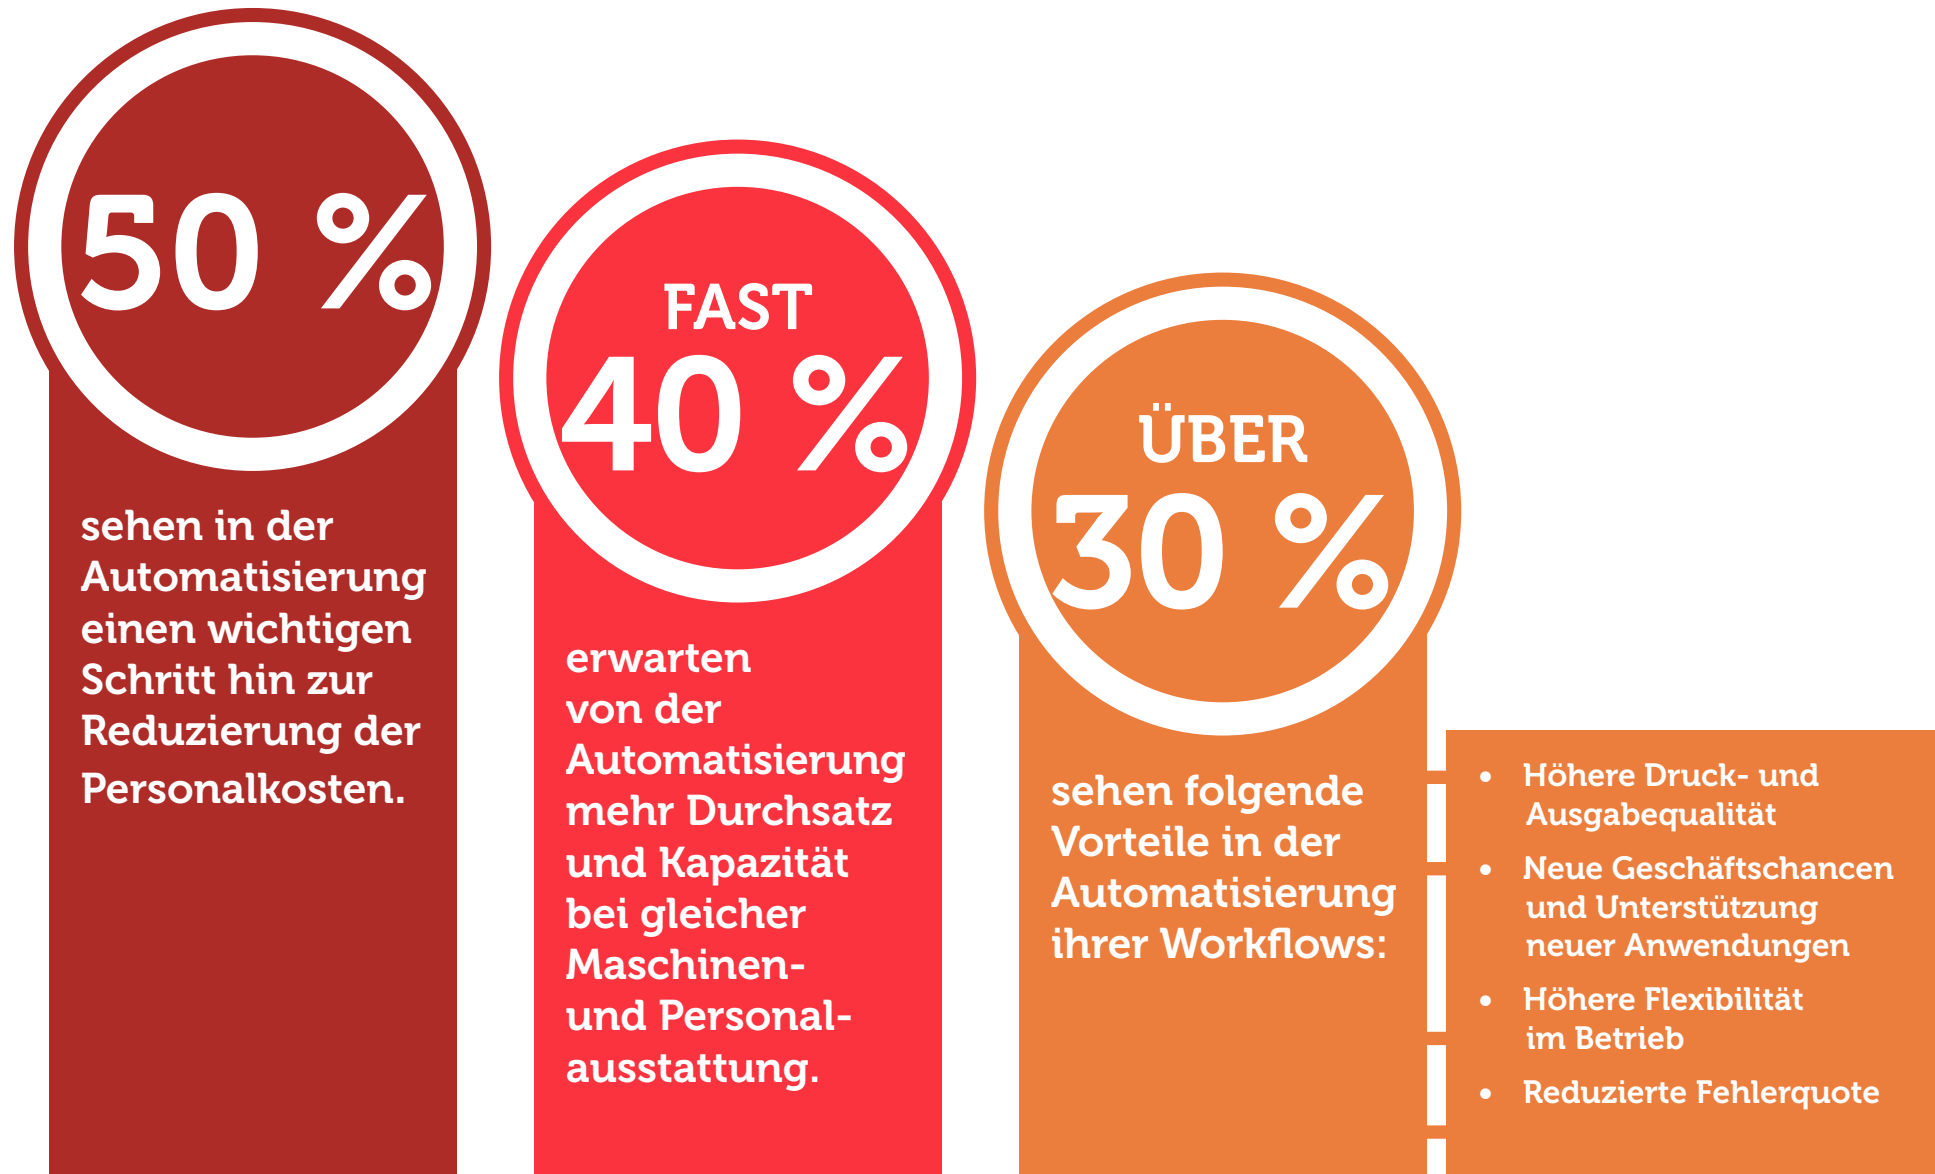 50 %
sehen in der
Automatisierung
einen wichtigen
Schritt hin zur
Reduzierung der
Personalkosten.
FAST
40 %
erwarten
von der
Automatisierung
mehr Durchsatz
und Kapazität
bei gleicher
Maschinen-
und Personal-
ausstattung.
ÜBER
30 %
sehen folgende
Vorteile in der
Automatisierung
ihrer Workflows:
• Höhere Druck- und
Ausgabequalität
• Neue Geschäftschancen
und Unterstützung
neuer Anwendungen
• Höhere Flexibilität
im Betrieb
• Reduzierte Fehlerquote